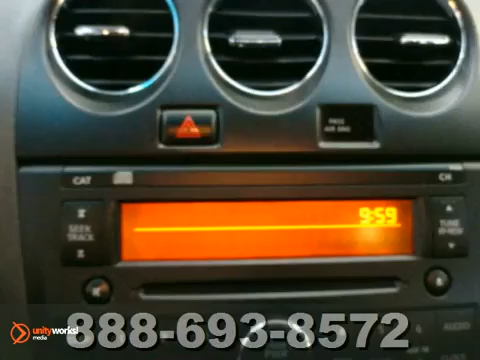 PASS
AIR BAG
CAT
CH
9:59
SEEK
TRACK
TUNE
888-693-8572
unityworks!
media
AUDIO